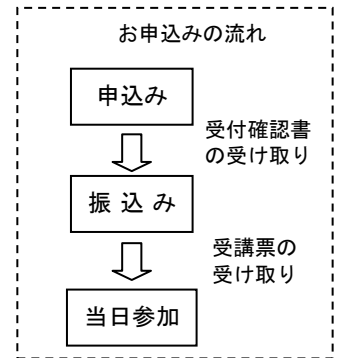 お申込みの流れ
申込み
受付確認書
の受け取り
振 込 み
受講票の
受け取り
当日参加